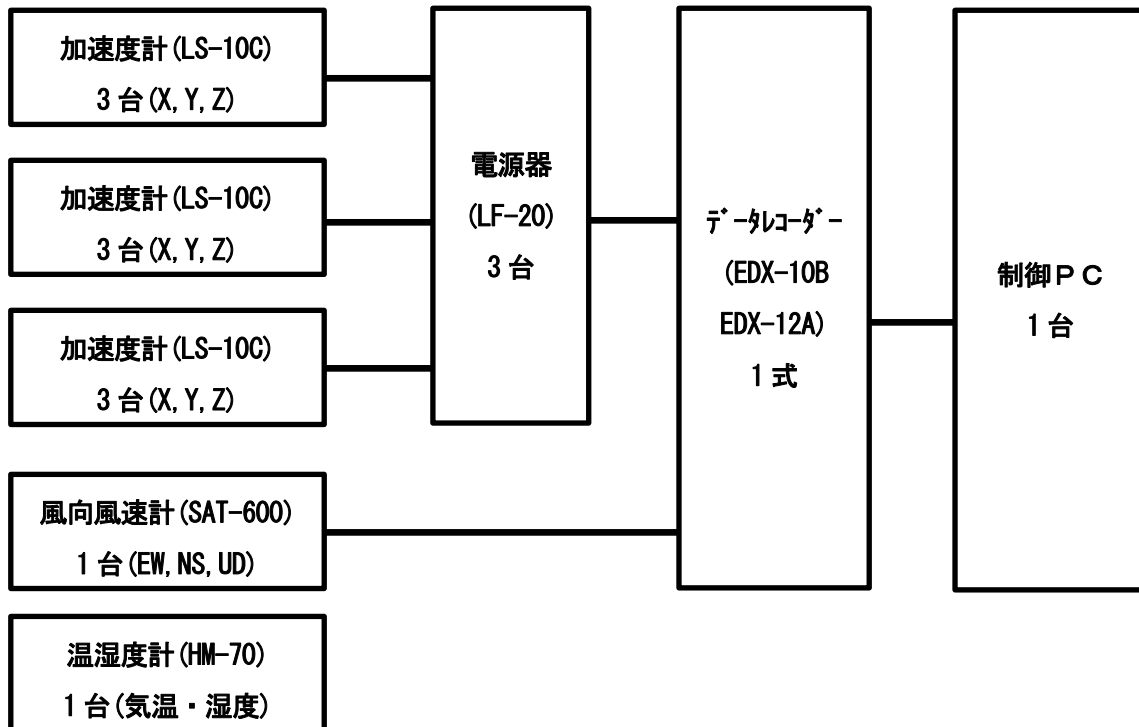 加速度計(LS-10C)
3台(X,Y,Z)
加速度計(LS-10C)
3台(X,Y,Z)
加速度計(LS-10C)
3台(X,Y,Z)
電源器
(LF-20)
3台
ﾃﾞｰﾀﾚｺｰﾀﾞｰ
(EDX-10B
EDX-12A)
1式
制御ＰＣ
1台
風向風速計(SAT-600)
1台(EW,NS,UD)
温湿度計(HM-70)
1台(気温・湿度)